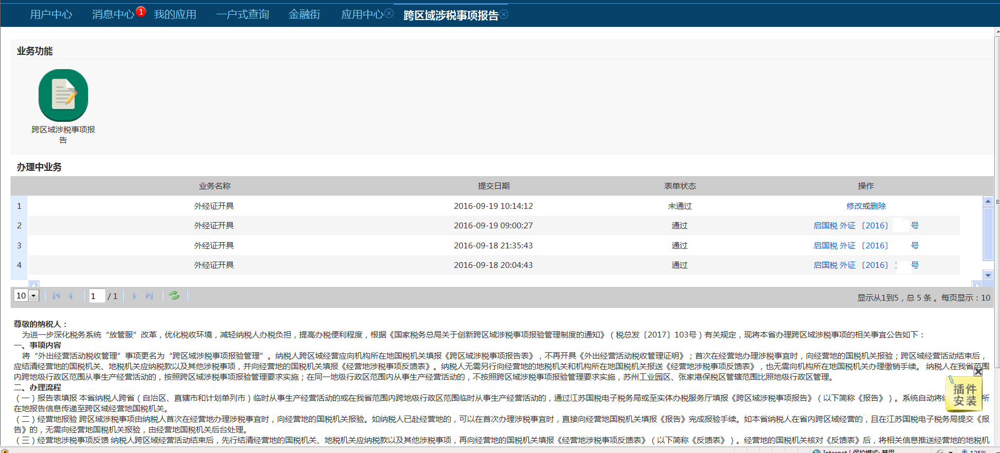 用户中心 消息中心 1 我的应用 一户式查询 金融街 应用中心 跨区域涉税事项报告
业务功能
跨区域涉税事项报
告
办理中业务
业务名称 提交日期 表单状态 操作
1 外经证开具 2016-09-19 10:14:12 未通过 修改或删除
2 外经证开具 2016-09-19 09:00:27 通过 启国税 外证 〔2016〕 号
3 外经证开具 2016-09-18 21:35:43 通过 启国税 外证 〔2016〕 号
4 外经证开具 2016-09-18 20:04:43 通过 启国税 外证 〔2016〕 号
10 1 / 1 显示从1到5，总 5 条 。每页显示：10
尊敬的纳税人：
为进一步深化税务系统“放管服”改革，优化税收环境，减轻纳税人办税负担，提高办税便利程度，根据《国家税务总局关于创新跨区域涉税事项报验管理制度的通知》（税总发〔2017〕103号）有关规定，现将本省办理跨区域涉税事项的相关事宜公告如下：
一、事项内容
将“外出经营活动税收管理”事项更名为“跨区域涉税事项报验管理”。纳税人跨区域经营应向机构所在地国税机关填报《跨区域涉税事项报告表》，不再开具《外出经营活动税收管理证明》；首次在经营地办理涉税事宜时，向经营地的国税机关报验；跨区域经营活动结束后，
应结清经营地的国税机关、地税机关应纳税款以及其他涉税事项，并向经营地的国税机关填报《经营地涉税事项反馈表》。纳税人无需另行向经营地的地税机关和机构所在地国税机关报送《经营地涉税事项反馈表》，也无需向机构所在地国税机关办理缴销手续。 纳税人在我省范围
内跨地级行政区范围从事生产经营活动的，按照跨区域涉税事项报验管理要求实施；在同一地级行政区范围内从事生产经营活动的，不按照跨区域涉税事项报验管理要求实施，苏州工业园区、张家港保税区管辖范围比照地级行政区管理。
二、办理流程
（一）报告表填报 本省纳税人跨省（自治区、直辖市和计划单列市）临时从事生产经营活动的或在我省范围内跨地级行政区范围临时从事生产经营活动的，通过江苏国税电子税务局或至实体办税服务厅填报《跨区域涉税事项报告》（以下简称《报告》）。系统自动将 所
在地报告信息传递至跨区域经营地国税机关。
（二）经营地报验 跨区域涉税事项由纳税人首次在经营地办理涉税事宜时，向经营地的国税机关报验。如纳税人已赴经营地的，可以在首次办理涉税事宜时，直接向经营地国税机关填报《报告》完成报验手续。如本省纳税人在省内跨区域经营的，且在江苏国税电子税务局提交《报
告》的，无需向经营地国税机关报验，由经营地国税机关后台处理。
（三）经营地涉税事项反馈 纳税人跨区域经营活动结束后，先行结清经营地的国税机关、地税机关应纳税款以及其他涉税事项，再向经营地的国税机关填报《经营地涉税事项反馈表》（以下简称《反馈表》）。经营地的国税机关核对《反馈表》后，将相关信息推送经营地的地税机
插件
安装
Internet | 保护模式: 禁用 125%